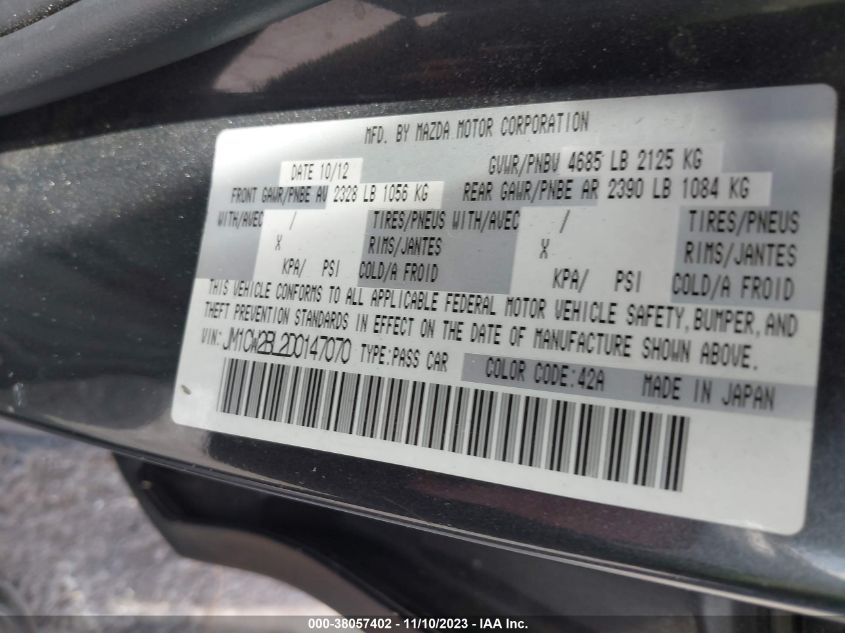 MFD. BY MAZDA MOTOR CORPORATION
DATE 10/12 GVWR/PNBV 4685 LB 2125 KG
FRONT GAWR/PNBE AV 2328 LB 1056 KG REAR GAWR/PNBE AR 2390 LB 1084 KG
WITH/AVEC / TIRES/PNEUS WITH/AVEC / TIRES/PNEUS
X RIMS/JANTES X RIMS/JANTES
KPA/ PSI COLD/A FROID KPA/ PSI COLD/A FROID
THIS VEHICLE CONFORMS TO ALL APPLICABLE FEDERAL MOTOR VEHICLE SAFETY, BUMPER, AND
THEFT PREVENTION STANDARDS IN EFFECT ON THE DATE OF MANUFACTURE SHOWN ABOVE.
VIN: JM1CW2BL2D0147070 TYPE:PASS CAR COLOR CODE:42A MADE IN JAPAN
000-38057402 - 11/10/2023 - IAA Inc.